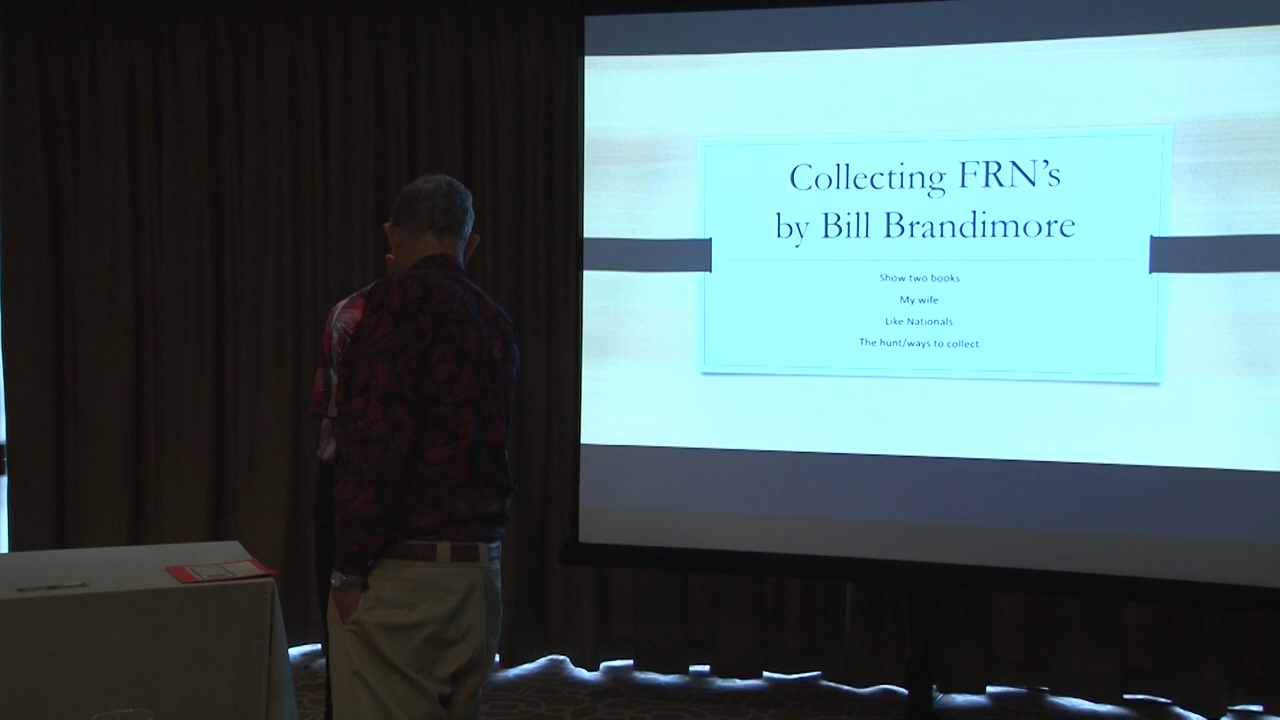 Collecting FRN's
by Bill Brandimore
Show two books
My wife
Like Nationals
The hunt/ways to collect